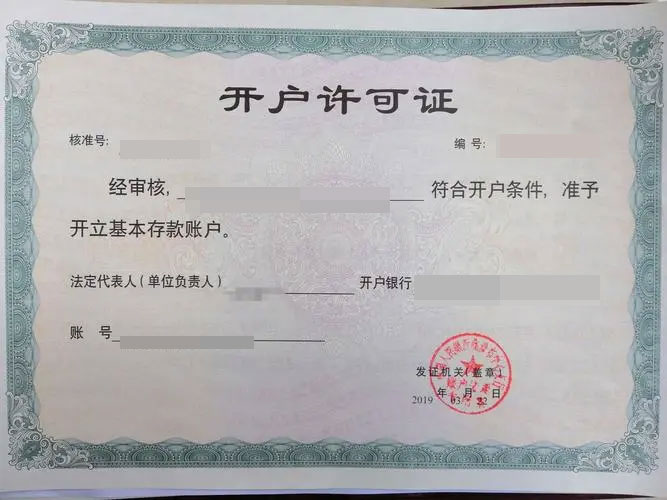 开户许可证
核准号: 编 号:
经审核, 符合开户条件, 准予
开立基本存款账户。
法定代表人(单位负责人) 开户银行
账 号
发证机关(盖章)
2019 年 03 月 22 日